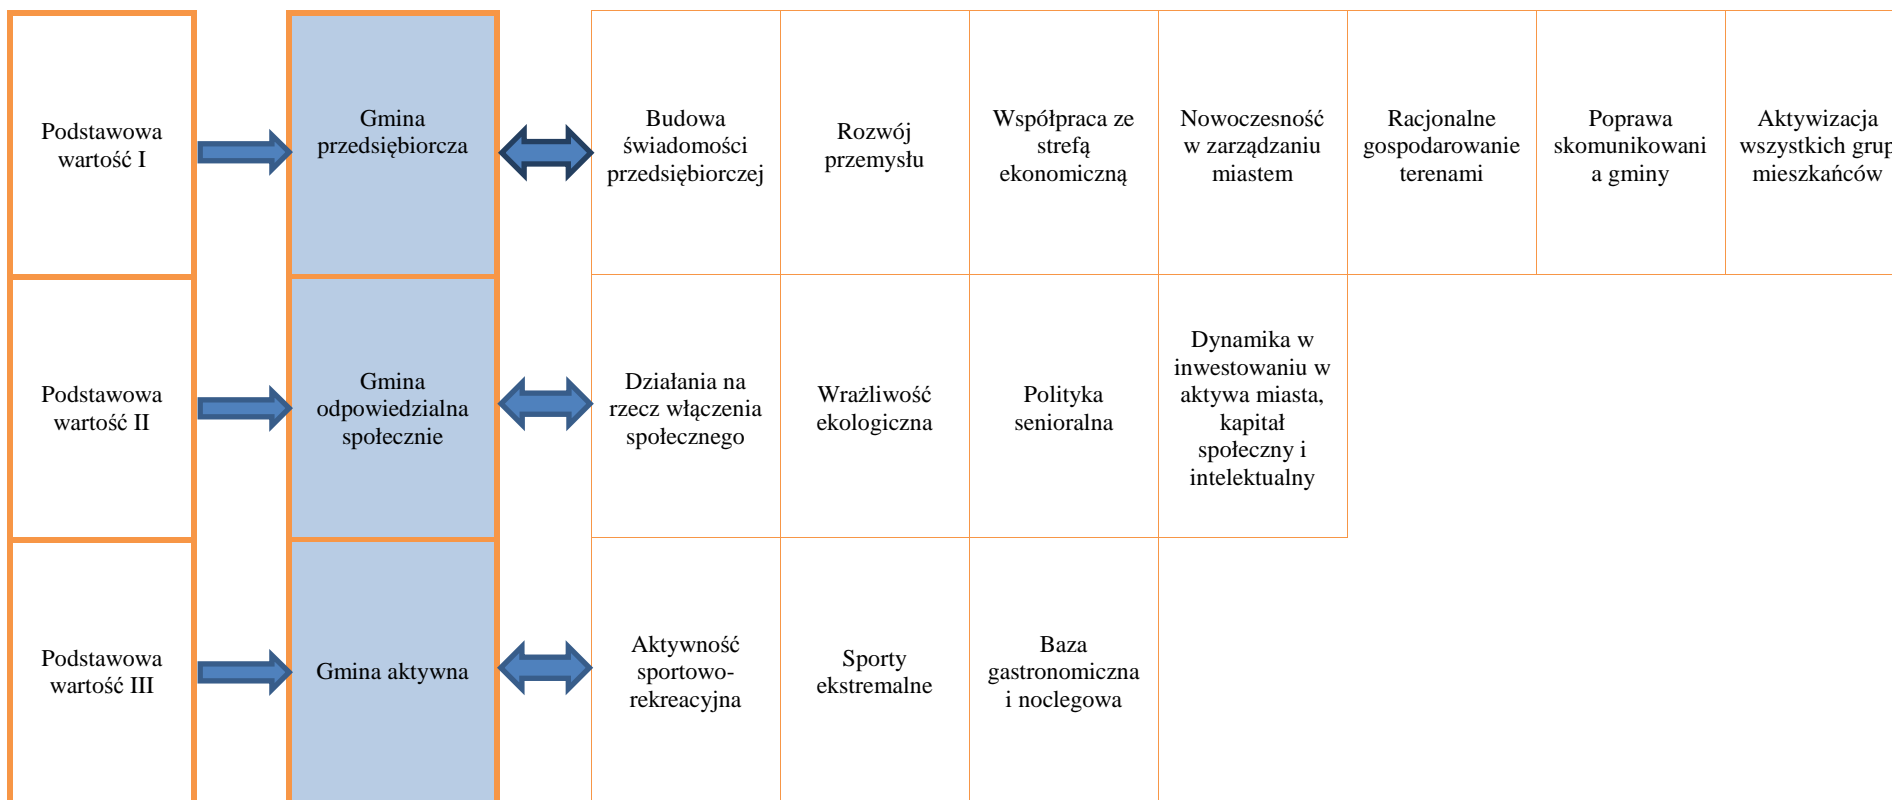 Podstawowa
wartość I
Gmina
przedsiębiorcza
Budowa
świadomości
przedsiębiorczej
Rozwój
przemysłu
Współpraca ze
strefą
ekonomiczną
Nowoczesność
w zarządzaniu
miastem
Racjonalne
gospodarowanie
terenami
Poprawa
skomunikowani
a gminy
Aktywizacja
wszystkich grup
mieszkańców
Podstawowa
wartość II
Gmina
odpowiedzialna
społecznie
Działania na
rzecz włączenia
społecznego
Wrażliwość
ekologiczna
Polityka
senioralna
Dynamika w
inwestowaniu w
aktywa miasta,
kapitał
społeczny i
intelektualny
Podstawowa
wartość III
Gmina aktywna
Aktywność
sportowo-
rekreacyjna
Sporty
ekstremalne
Baza
gastronomiczna
i noclegowa